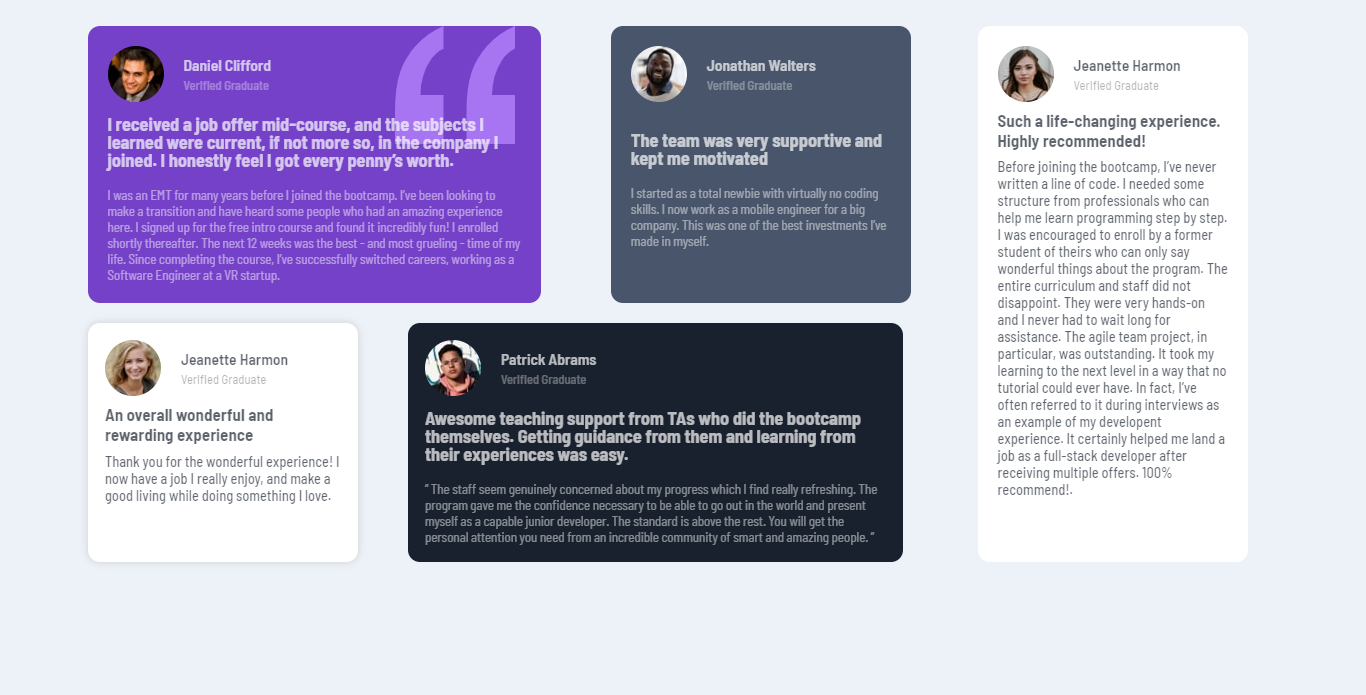 Daniel Clifford
Verified Graduate
I received a job offer mid-course, and the subjects I
learned were current, if not more so, in the company I
joined. I honestly feel I got every penny’s worth.
I was an EMT for many years before I joined the bootcamp. I’ve been looking to
make a transition and have heard some people who had an amazing experience
here. I signed up for the free intro course and found it incredibly fun! I enrolled
shortly thereafter. The next 12 weeks was the best - and most grueling - time of my
life. Since completing the course, I’ve successfully switched careers, working as a
Software Engineer at a VR startup.
Jonathan Walters
Verified Graduate
The team was very supportive and
kept me motivated
I started as a total newbie with virtually no coding
skills. I now work as a mobile engineer for a big
company. This was one of the best investments I’ve
made in myself.
Jeanette Harmon
Verified Graduate
Such a life-changing experience.
Highly recommended!
Before joining the bootcamp, I’ve never
written a line of code. I needed some
structure from professionals who can
help me learn programming step by step.
I was encouraged to enroll by a former
student of theirs who can only say
wonderful things about the program. The
entire curriculum and staff did not
disappoint. They were very hands-on
and I never had to wait long for
assistance. The agile team project, in
particular, was outstanding. It took my
learning to the next level in a way that no
tutorial could ever have. In fact, I’ve
often referred to it during interviews as
an example of my developent
experience. It certainly helped me land a
job as a full-stack developer after
receiving multiple offers. 100%
recommend!.
Jeanette Harmon
Verified Graduate
An overall wonderful and
rewarding experience
Thank you for the wonderful experience! I
now have a job I really enjoy, and make a
good living while doing something I love.
Patrick Abrams
Verified Graduate
Awesome teaching support from TAs who did the bootcamp
themselves. Getting guidance from them and learning from
their experiences was easy.
“ The staff seem genuinely concerned about my progress which I find really refreshing. The
program gave me the confidence necessary to be able to go out in the world and present
myself as a capable junior developer. The standard is above the rest. You will get the
personal attention you need from an incredible community of smart and amazing people. ”